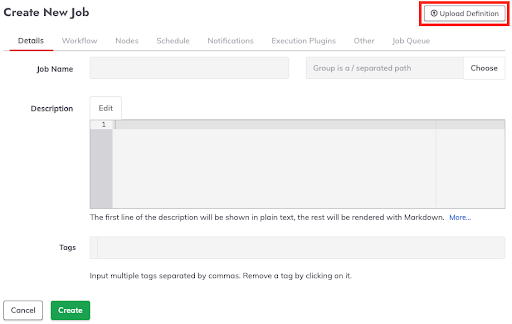 Create New Job
Upload Definition
Details Workflow Nodes Schedule Notifications Execution Plugins Other Job Queue
Job Name Group is a / separated path Choose
Description Edit
1
The first line of the description will be shown in plain text, the rest will be rendered with Markdown. More...
Tags
Input multiple tags separated by commas. Remove a tag by clicking on it.
Cancel Create